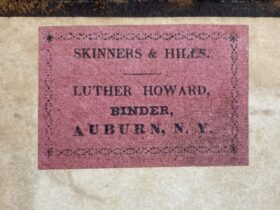 SKINNERS & HILLS.
LUTHER HOWARD,
BINDER,
AUBURN, N. Y.